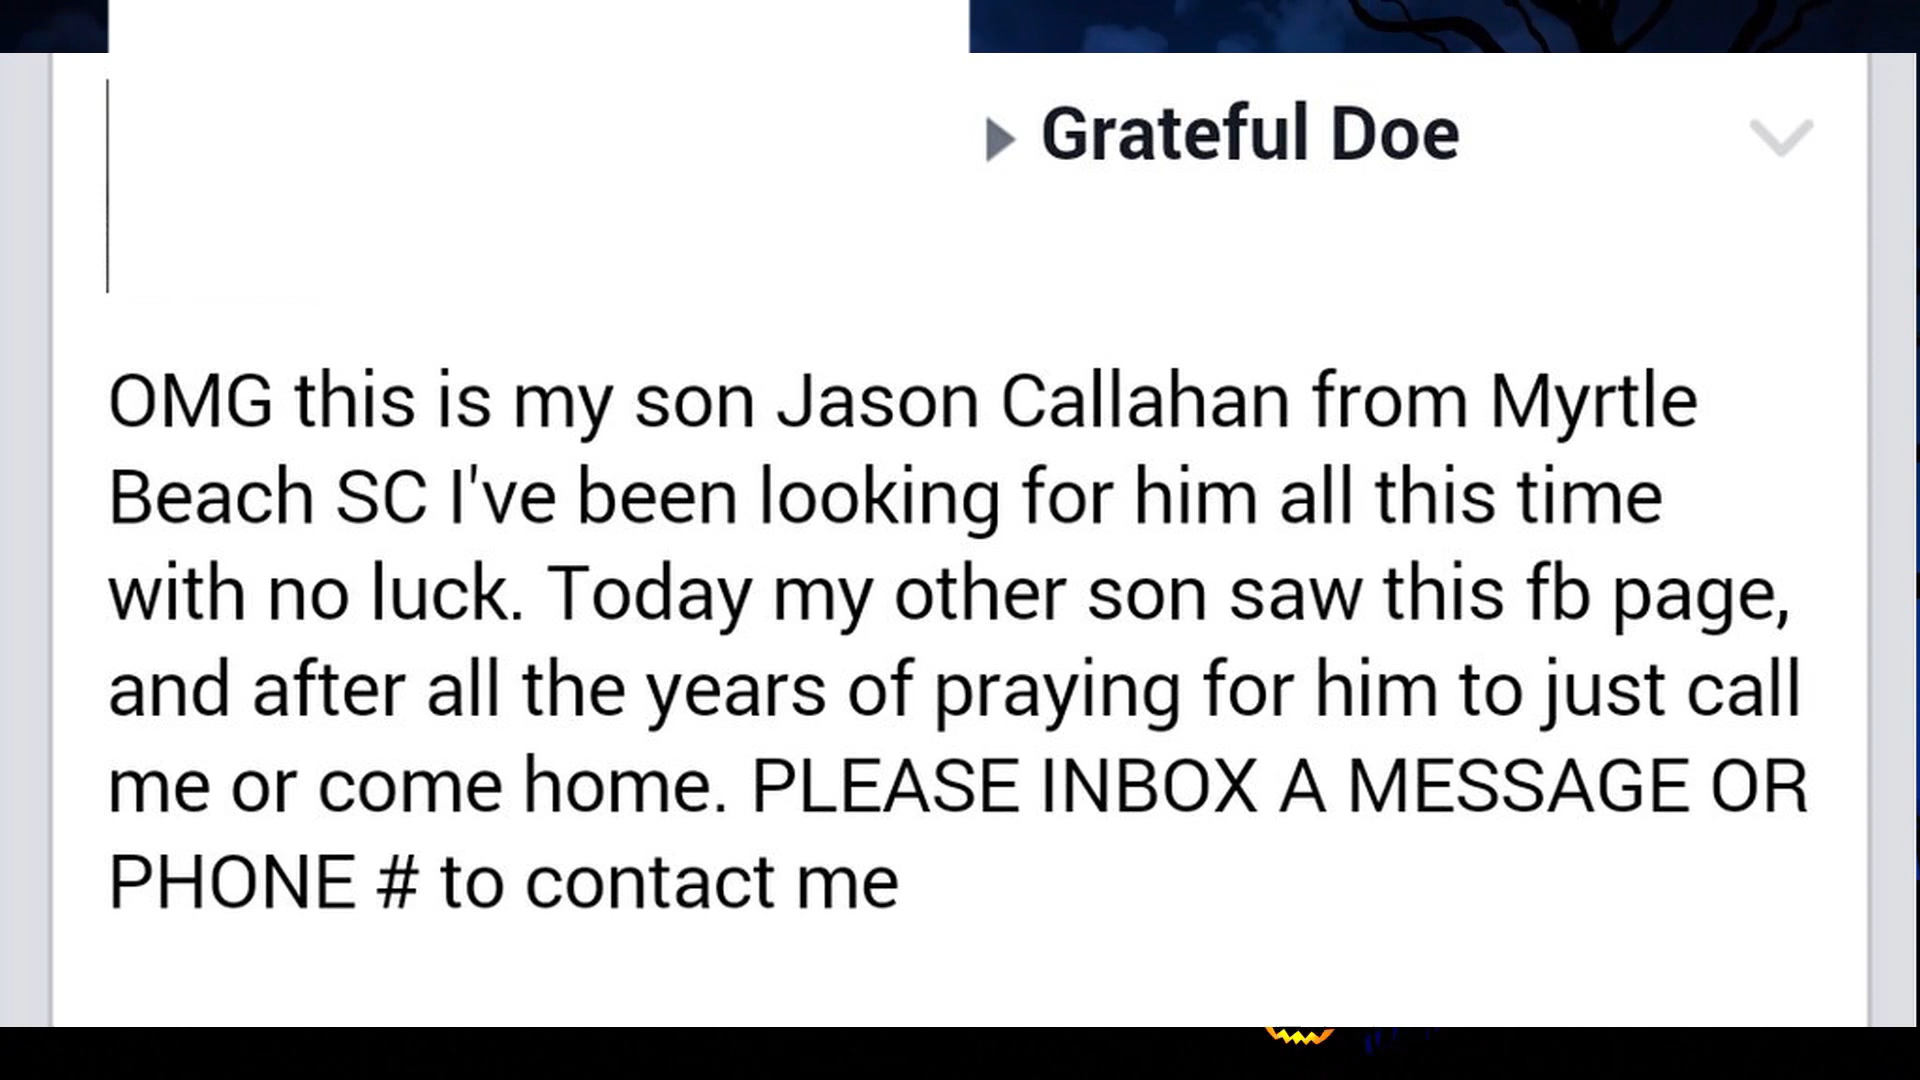 Grateful Doe
OMG this is my son Jason Callahan from Myrtle
Beach SC I've been looking for him all this time
with no luck. Today my other son saw this fb page,
and after all the years of praying for him to just call
me or come home. PLEASE INBOX A MESSAGE OR
PHONE # to contact me